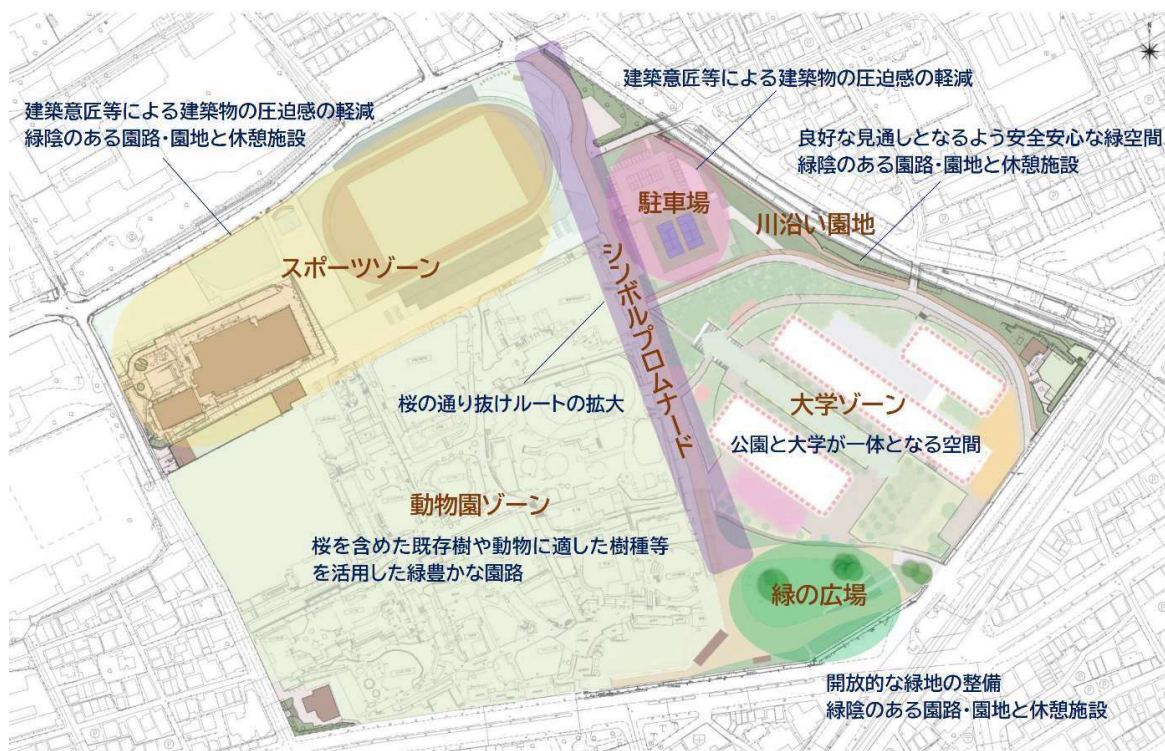 N
建築意匠等による建築物の圧迫感の軽減
建築意匠等による建築物の圧迫感の軽減
緑陰のある園路・園地と休憩施設
良好な見通しとなるよう安全安心な緑空間
緑陰のある園路・園地と休憩施設
駐車場
川沿い園地
スポーツゾーン
シンボルプロムナード
桜の通り抜けルートの拡大
大学ゾーン
公園と大学が一体となる空間
動物園ゾーン
桜を含めた既存樹や動物に適した樹種等
を活用した緑豊かな園路
緑の広場
開放的な緑地の整備
緑陰のある園路・園地と休憩施設